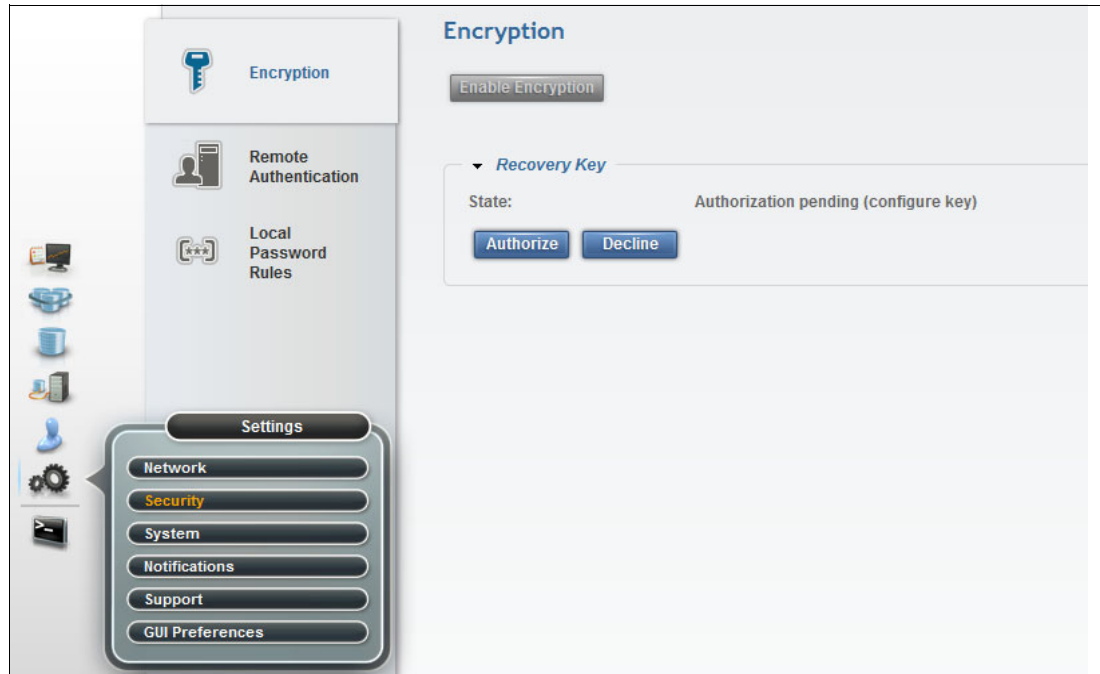 Encryption
Remote
Authentication
Local
Password
Rules
Encryption
Enable Encryption
Recovery Key
State: Authorization pending (configure key)
Authorize Decline
Settings
Network
Security
System
Notifications
Support
GUI Preferences